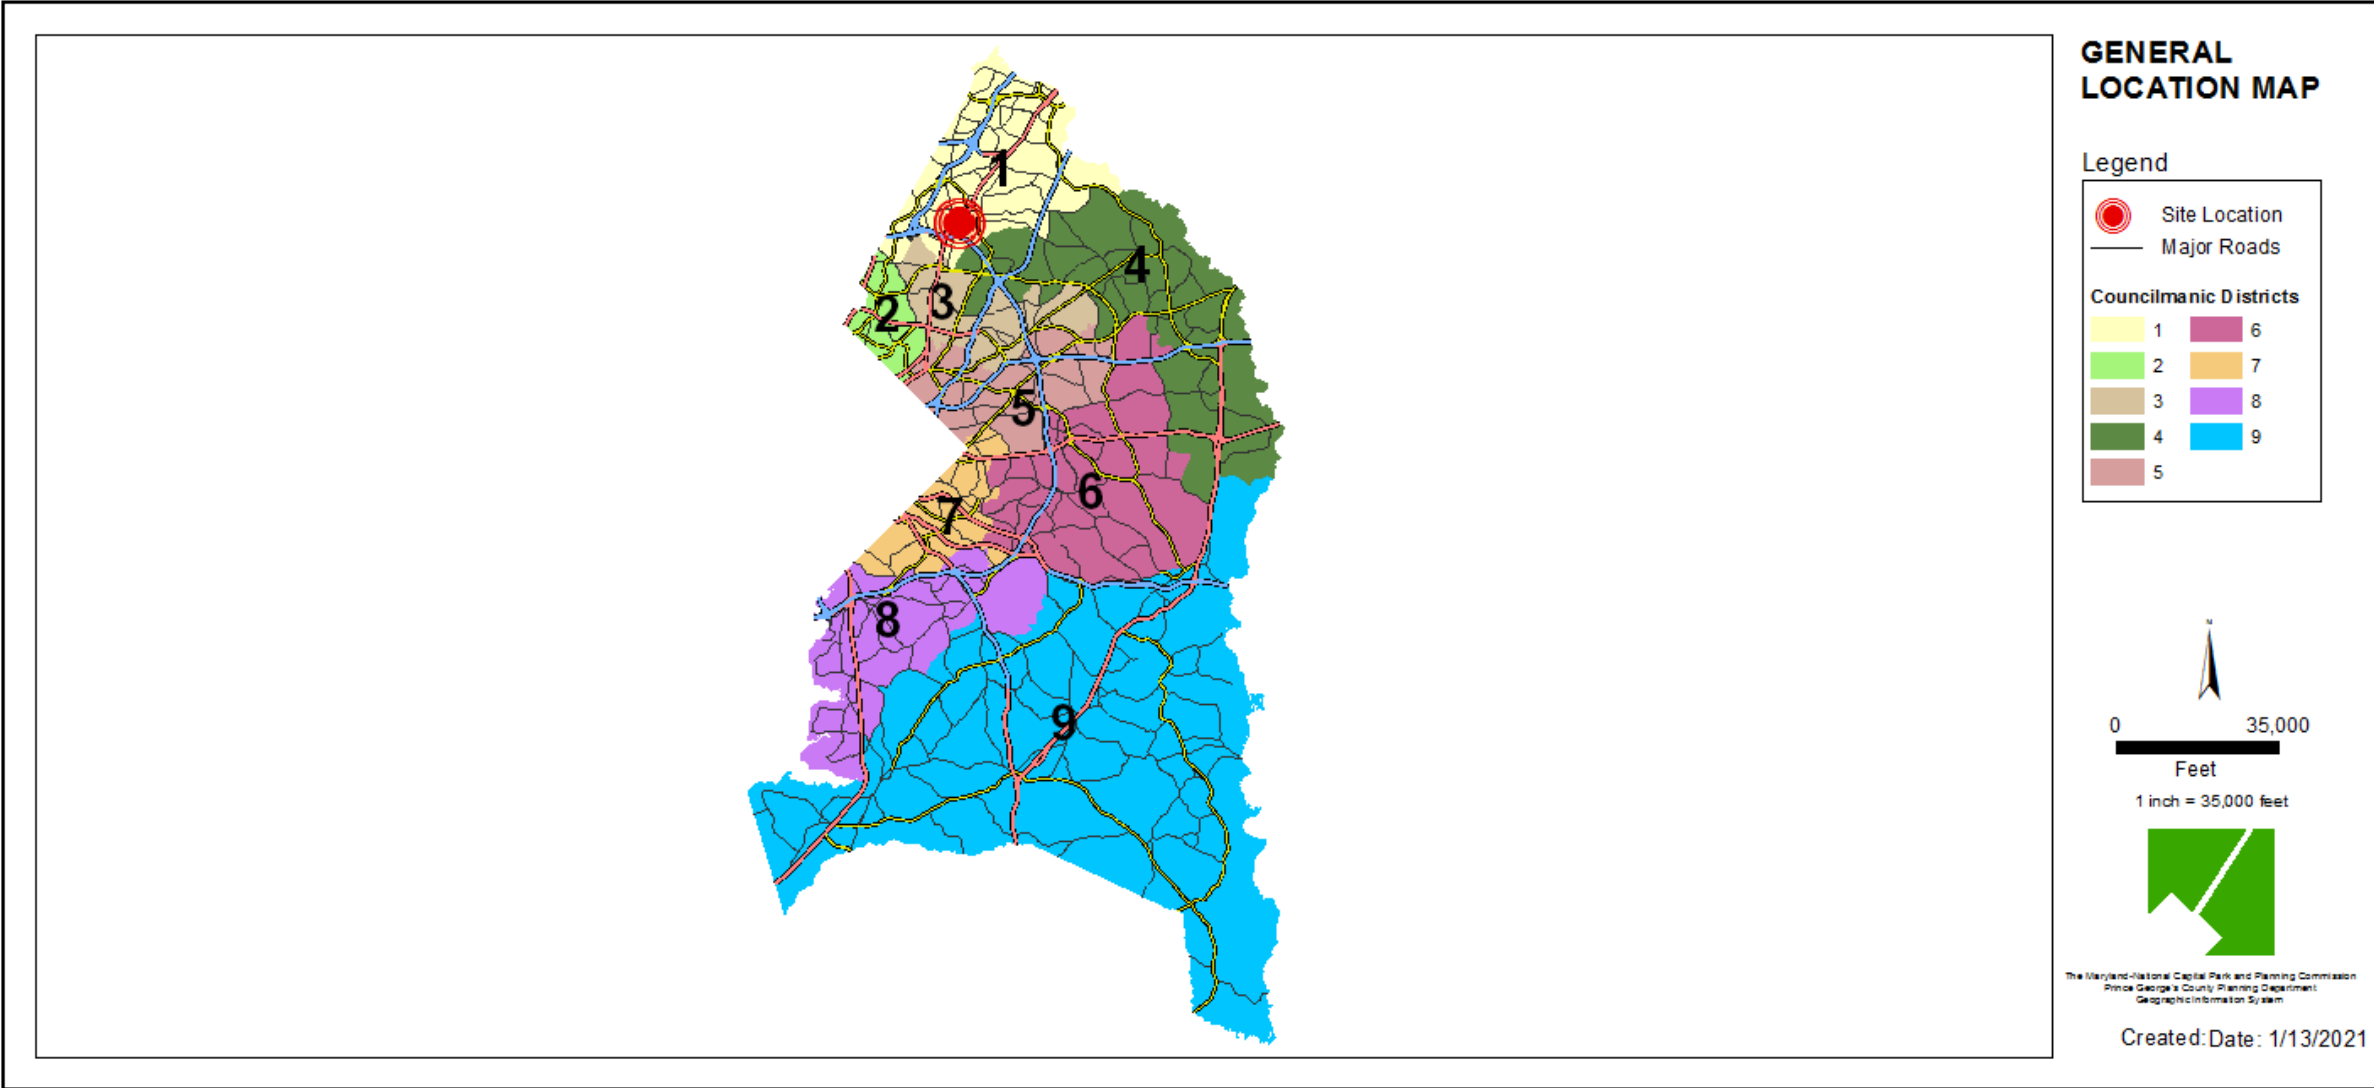 GENERAL
LOCATION MAP
Legend
Site Location
Major Roads
Councilmanic Districts
1 6
2 7
3 8
4 9
5
1
4
3
2
5
6
7
8
9
N
0 35,000
Feet
1 inch = 35,000 feet
The Maryland-National Capital Park and Planning Commission
Prince George's County Planning Department
Geographic Information System
Created: Date: 1/13/2021